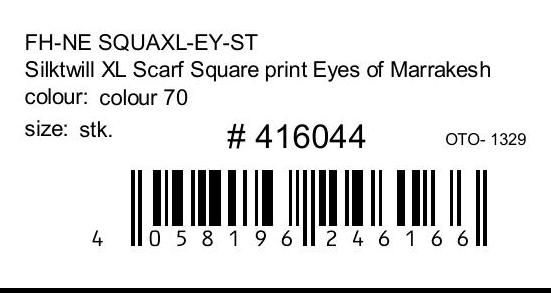 FH-NE SQUAXL-EY-ST
Silktwill XL Scarf Square print Eyes of Marrakesh
colour: colour 70
size: stk.
# 416044
OTO- 1329
4 058196 246166